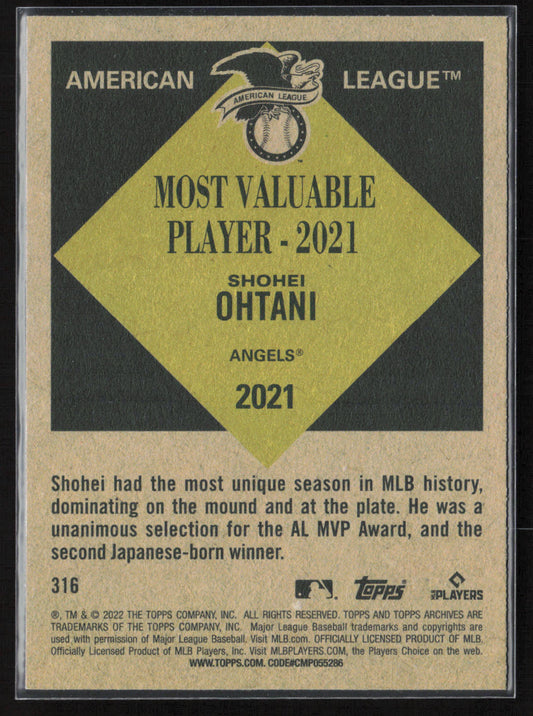 AMERICAN LEAGUE™
AMERICAN LEAGUE
MOST VALUABLE
PLAYER - 2021
SHOHEI
OHTANI
ANGELS®
2021
Shohei had the most unique season in MLB history,
dominating on the mound and at the plate. He was a
unanimous selection for the AL MVP Award, and the
second Japanese-born winner.
316
topps MLB PLAYERS
®, TM & © 2022 THE TOPPS COMPANY, INC. ALL RIGHTS RESERVED. TOPPS AND TOPPS ARCHIVES ARE
TRADEMARKS OF THE TOPPS COMPANY, INC. Major League Baseball trademarks and copyrights are
used with permission of Major League Baseball. Visit MLB.com. OFFICIALLY LICENSED PRODUCT OF MLB.
Officially Licensed Product of MLB Players, Inc. Visit MLBPLAYERS.COM, the Players Choice on the web.
WWW.TOPPS.COM. CODE#CMP055286